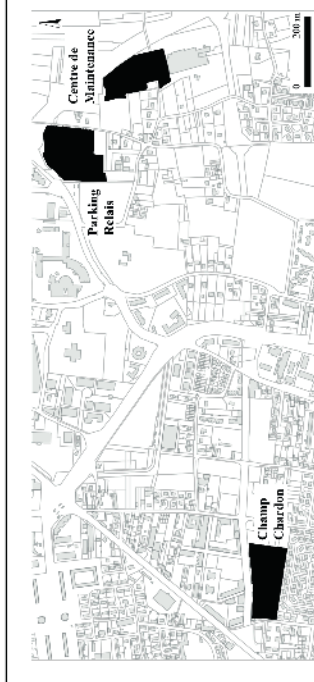 Centre de
Maintenance
Parking
Relais
Champ
Chardon
0 200 m